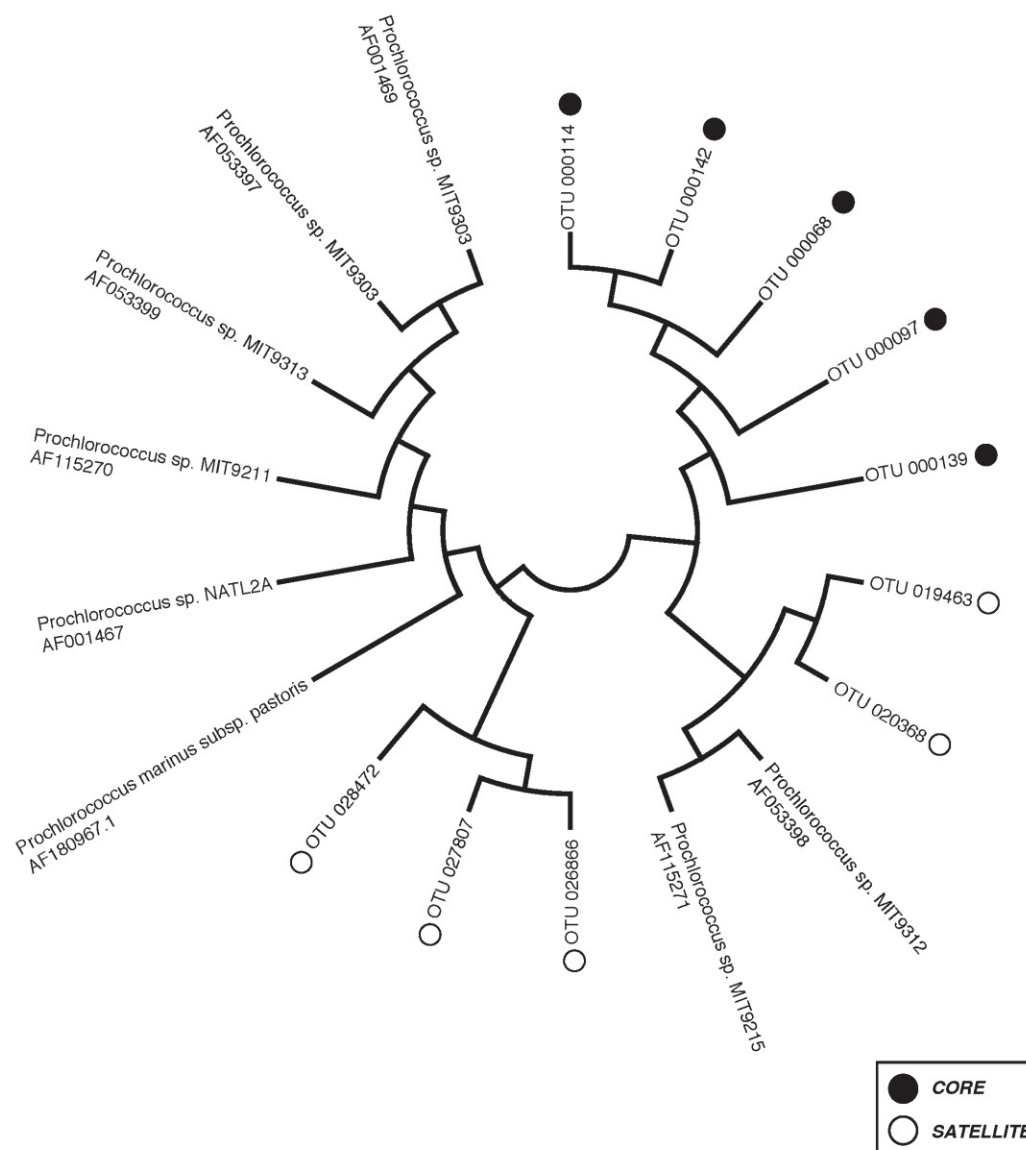 Prochlorococcus sp. MIT9303
AF001469
Prochlorococcus sp. MIT9303
AF053397
Prochlorococcus sp. MIT9313
AF053399
Prochlorococcus sp. MIT9211
AF115270
Prochlorococcus sp. NATL2A
AF001467
Prochlorococcus marinus subsp. pastoris
AF180967.1
OTU 028472
OTU 027807
OTU 026866
Prochlorococcus sp. MIT9215
AF115271
Prochlorococcus sp. MIT9312
AF053398
OTU 020368
OTU 019463
OTU 000139
OTU 000097
OTU 000068
OTU 000142
OTU 000114
CORE
SATELLITE